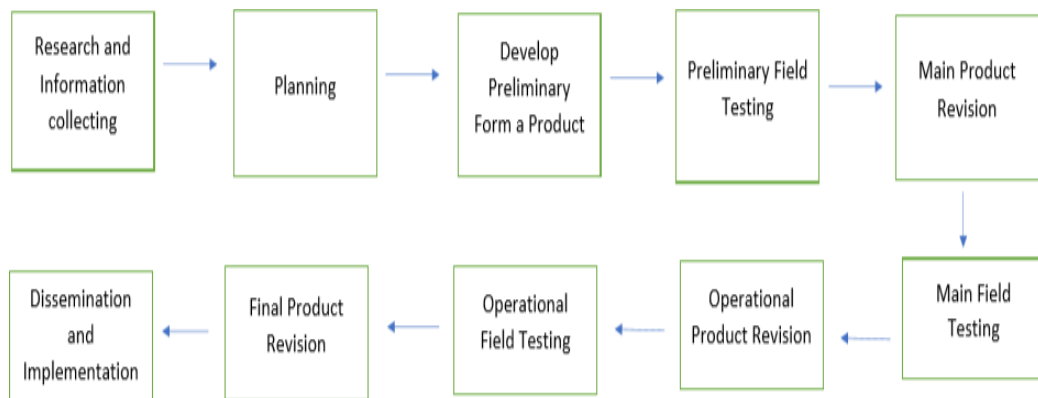 Research and
Information
collecting
Planning
Develop
Preliminary
Form a Product
Preliminary Field
Testing
Main Product
Revision
Main Field
Testing
Operational
Product Revision
Operational
Field Testing
Final Product
Revision
Dissemination
and
Implementation